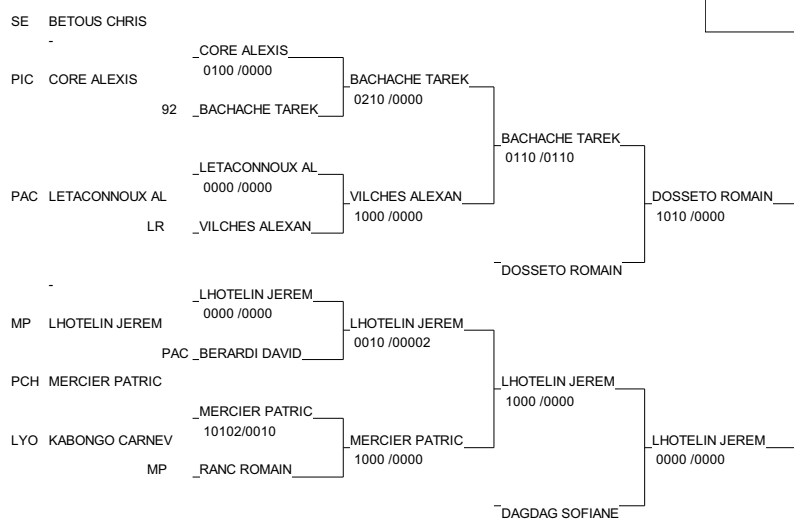 SE BETOUS CHRIS
-
_CORE ALEXIS
0100 /0000
PIC CORE ALEXIS
BACHACHE TAREK
0210 /0000
92 _BACHACHE TAREK
BACHACHE TAREK
0110 /0110
_LETACONNOUX AL
0000 /0000
PAC LETACONNOUX AL
VILCHES ALEXAN
1000 /0000
DOSSETO ROMAIN
1010 /0000
LR _VILCHES ALEXAN
DOSSETO ROMAIN
-
_LHOTELIN JEREM
0000 /0000
MP LHOTELIN JEREM
LHOTELIN JEREM
0010 /00002
PAC _BERARDI DAVID
PCH MERCIER PATRIC
LHOTELIN JEREM
1000 /0000
_MERCIER PATRIC
10102/0010
LYO KABONGO CARNEV
MERCIER PATRIC
1000 /0000
LHOTELIN JEREM
0000 /0000
MP _RANC ROMAIN
DAGDAG SOFIANE